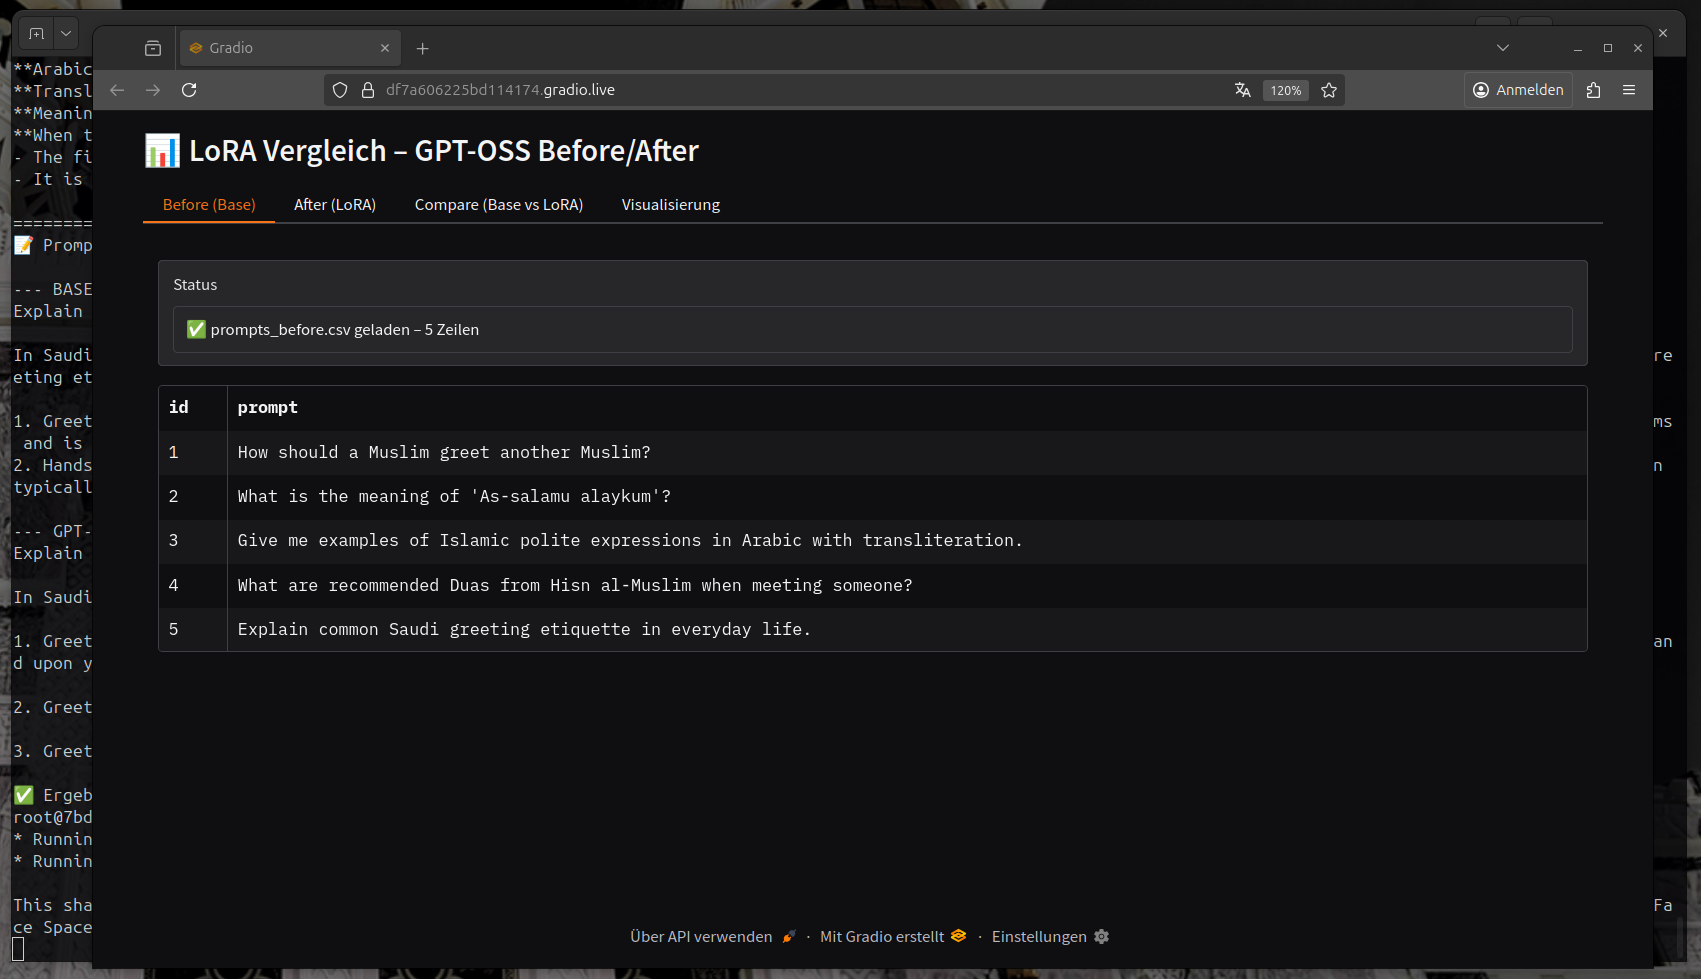 Gradio
df7a606225bd114174.gradio.live
120%
Anmelden
LoRA Vergleich – GPT-OSS Before/After
Before (Base)
After (LoRA)
Compare (Base vs LoRA)
Visualisierung
Status
✅ prompts_before.csv geladen – 5 Zeilen
id prompt
1 How should a Muslim greet another Muslim?
2 What is the meaning of 'As-salamu alaykum'?
3 Give me examples of Islamic polite expressions in Arabic with transliteration.
4 What are recommended Duas from Hisn al-Muslim when meeting someone?
5 Explain common Saudi greeting etiquette in everyday life.
Über API verwenden · Mit Gradio erstellt · Einstellungen
**Arabic
**Transl
**Meanin
**When t
- The fi
- It is
========
Promp
--- BASE
Explain
In Saudi
re
eting et
1. Greet
ms
and is
2. Hands
n
typicall
--- GPT-
Explain
In Saudi
1. Greet
an
d upon y
2. Greet
3. Greet
✅ Ergeb
root@7bd
* Runnin
* Runnin
This sha
Fa
ce Space